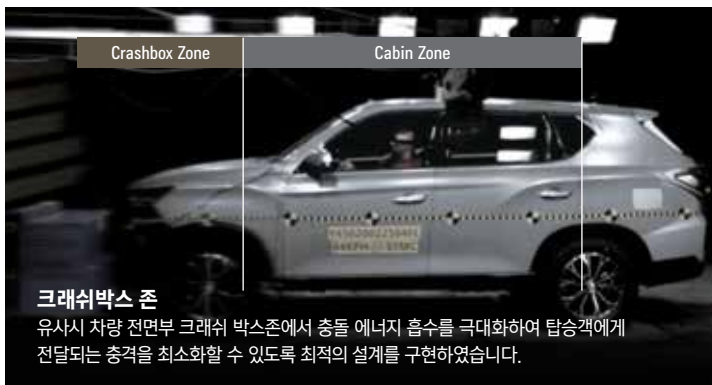 Crashbox Zone
Cabin Zone
크래쉬박스 존
유사시 차량 전면부 크래쉬 박스존에서 충돌 에너지 흡수를 극대화하여 탑승객에게
전달되는 충격을 최소화할 수 있도록 최적의 설계를 구현하였습니다.